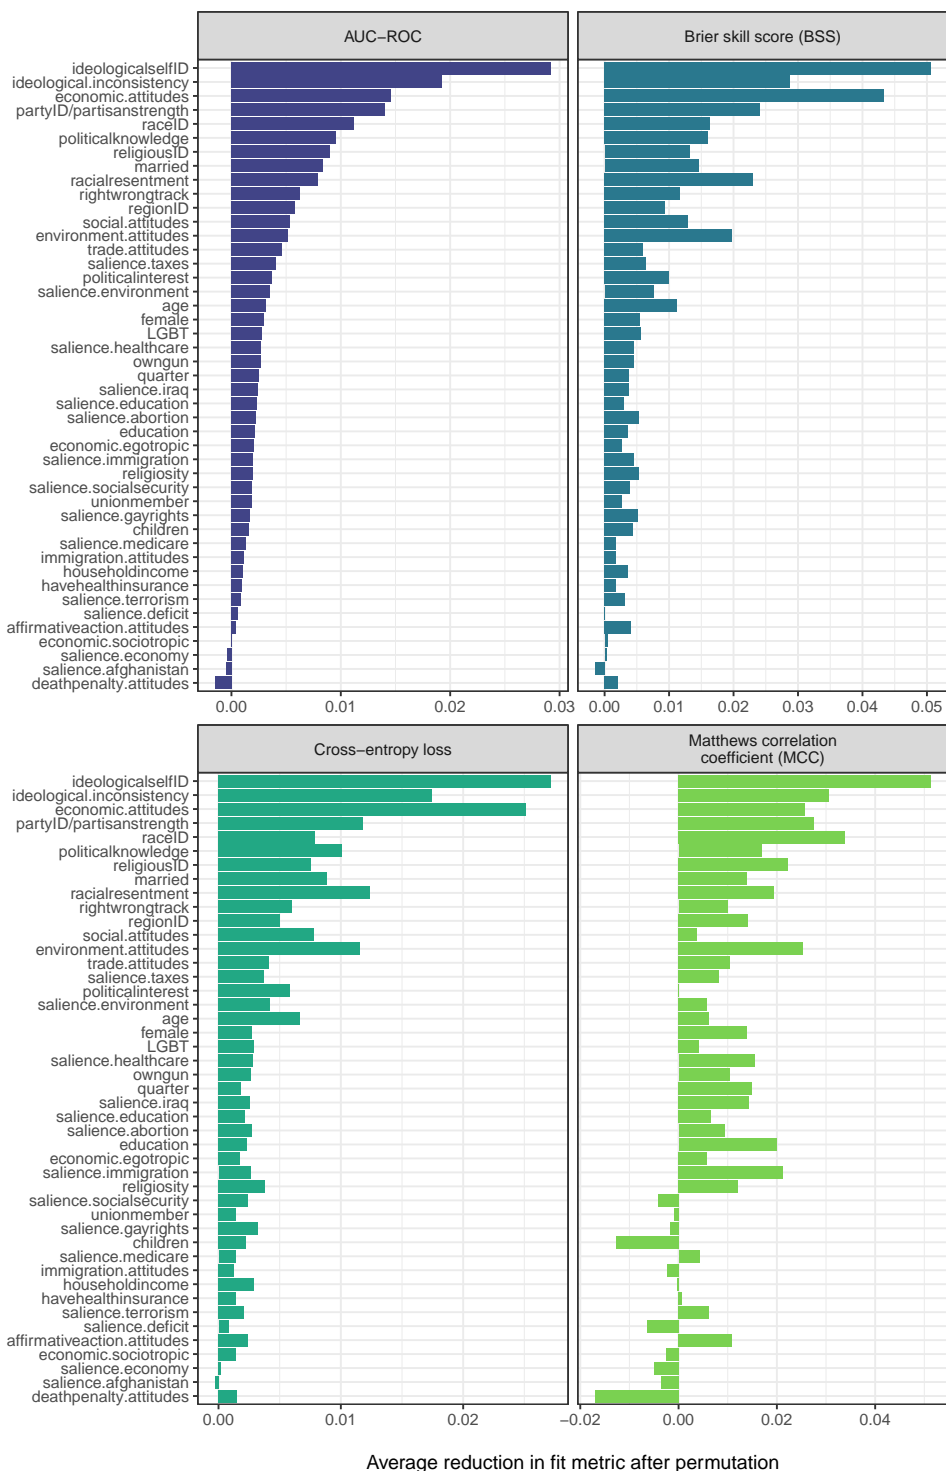 AUC−ROC
Brier skill score (BSS)
ideologicalselfID
ideological.inconsistency
economic.attitudes
partyID/partisanstrength
raceID
politicalknowledge
religiousID
married
racialresentment
rightwrongtrack
regionID
social.attitudes
environment.attitudes
trade.attitudes
salience.taxes
politicalinterest
salience.environment
age
female
LGBT
salience.healthcare
owngun
quarter
salience.iraq
salience.education
salience.abortion
education
economic.egotropic
salience.immigration
religiosity
salience.socialsecurity
unionmember
salience.gayrights
children
salience.medicare
immigration.attitudes
householdincome
havehealthinsurance
salience.terrorism
salience.deficit
affirmativeaction.attitudes
economic.sociotropic
salience.economy
salience.afghanistan
deathpenalty.attitudes
0.00 0.01 0.02 0.03 0.00 0.01 0.02 0.03 0.04 0.05
Cross−entropy loss
Matthews correlation
coefficient (MCC)
ideologicalselfID
ideological.inconsistency
economic.attitudes
partyID/partisanstrength
raceID
politicalknowledge
religiousID
married
racialresentment
rightwrongtrack
regionID
social.attitudes
environment.attitudes
trade.attitudes
salience.taxes
politicalinterest
salience.environment
age
female
LGBT
salience.healthcare
owngun
quarter
salience.iraq
salience.education
salience.abortion
education
economic.egotropic
salience.immigration
religiosity
salience.socialsecurity
unionmember
salience.gayrights
children
salience.medicare
immigration.attitudes
householdincome
havehealthinsurance
salience.terrorism
salience.deficit
affirmativeaction.attitudes
economic.sociotropic
salience.economy
salience.afghanistan
deathpenalty.attitudes
0.00 0.01 0.02 −0.02 0.00 0.02 0.04
Average reduction in fit metric after permutation